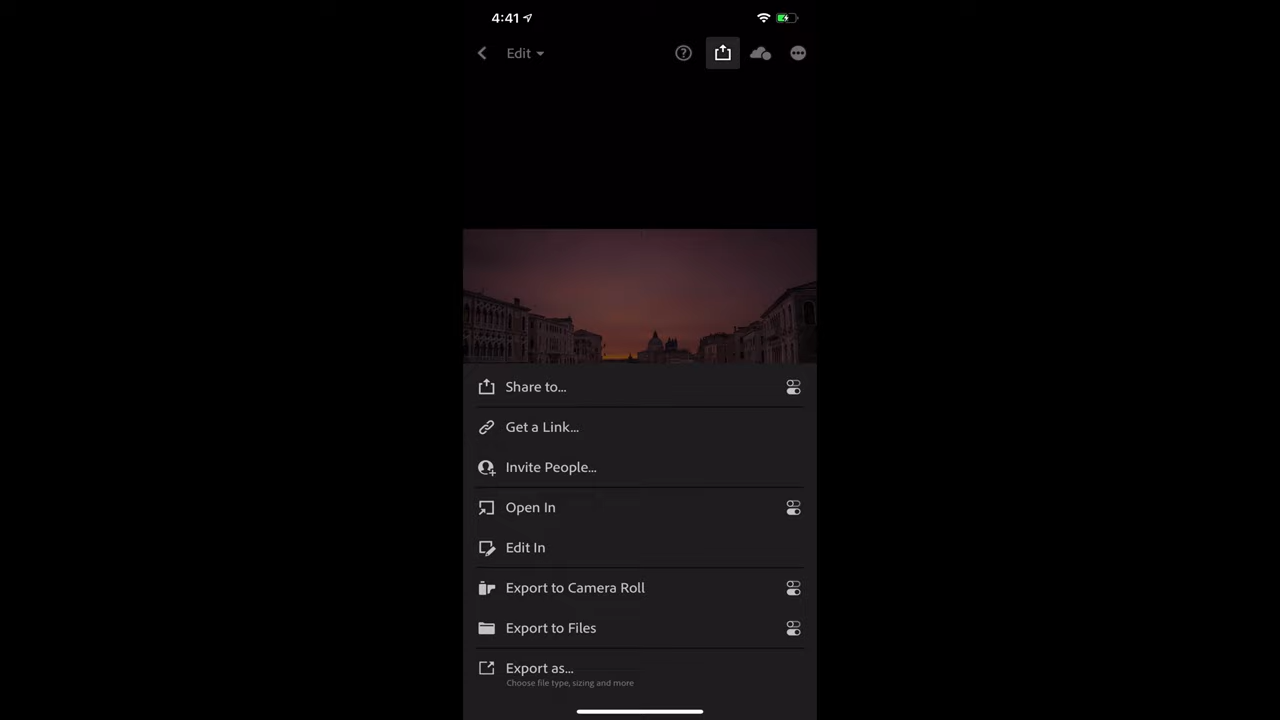 4:41
Edit
Share to...
Get a Link...
Invite People...
Open In
Edit In
Export to Camera Roll
Export to Files
Export as...
Choose file type, sizing and more